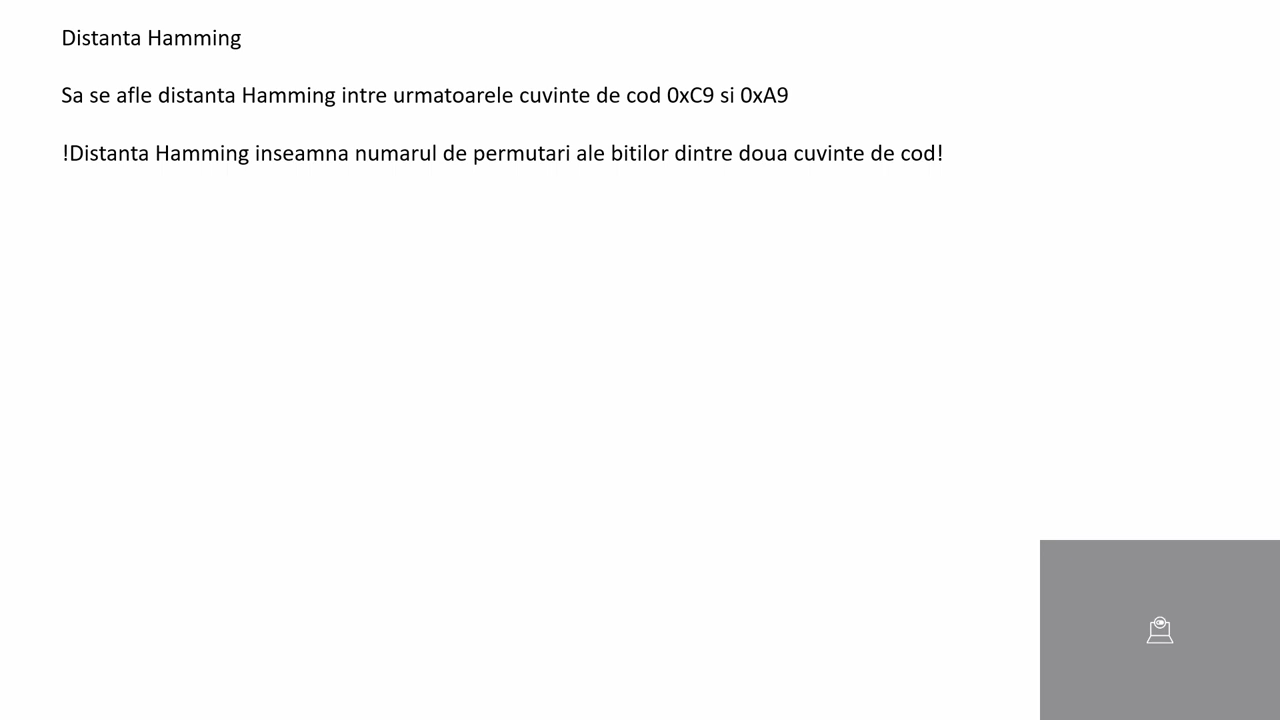 Distanta Hamming
Sa se afle distanta Hamming intre urmatoarele cuvinte de cod 0xC9 si 0xA9
!Distanta Hamming inseamna numarul de permutari ale bitilor dintre doua cuvinte de cod!